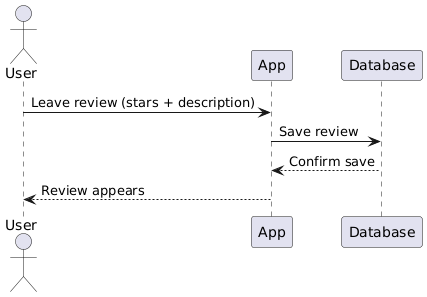 User
App
Database
Leave review (stars + description)
Save review
Confirm save
Review appears
User
App
Database